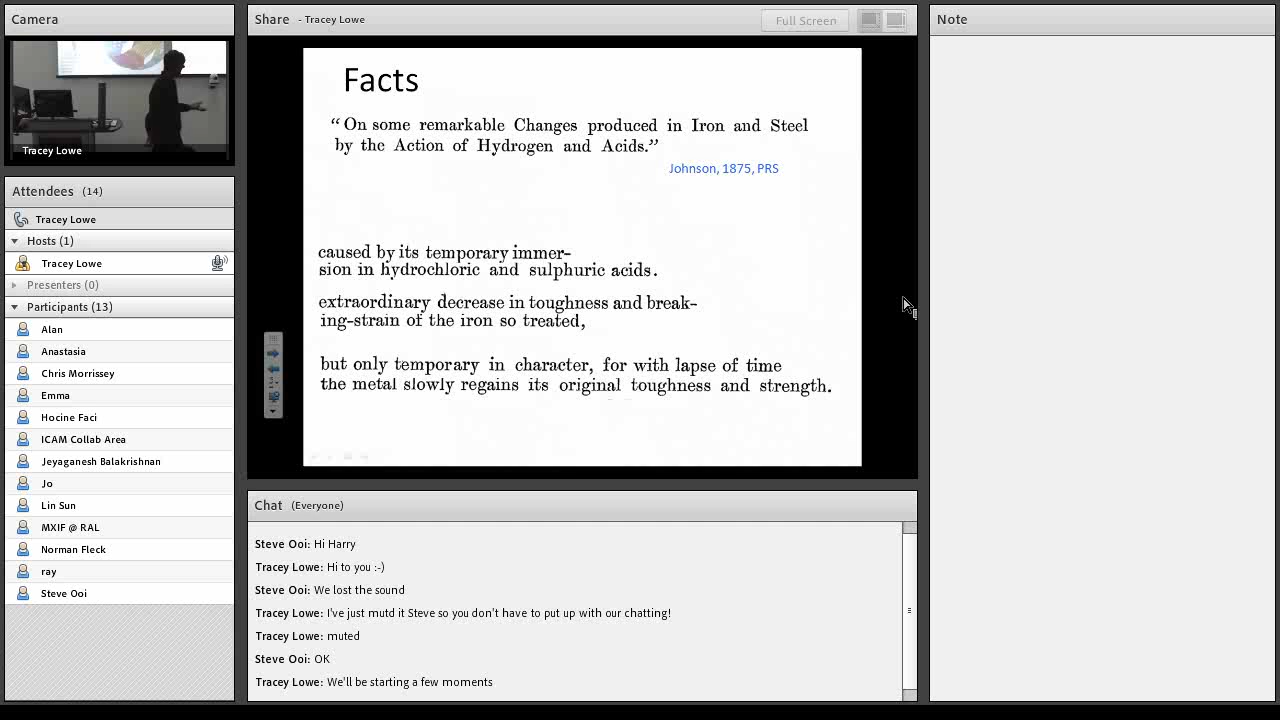 Camera
Tracey Lowe
Attendees (14)
Tracey Lowe
Hosts (1)
Tracey Lowe
Presenters (0)
Participants (13)
Alan
Anastasia
Chris Morrissey
Emma
Hocine Faci
ICAM Collab Area
Jeyaganesh Balakrishnan
Jo
Lin Sun
MXIF @ RAL
Norman Fleck
ray
Steve Ooi
Share - Tracey Lowe
Full Screen
Facts
“On some remarkable Changes produced in Iron and Steel
by the Action of Hydrogen and Acids.”
Johnson, 1875, PRS
caused by its temporary immer-
sion in hydrochloric and sulphuric acids.
extraordinary decrease in toughness and break-
ing-strain of the iron so treated,
but only temporary in character, for with lapse of time
the metal slowly regains its original toughness and strength.
Chat (Everyone)
Steve Ooi: Hi Harry
Tracey Lowe: Hi to you :-)
Steve Ooi: We lost the sound
Tracey Lowe: I've just mutd it Steve so you don't have to put up with our chatting!
Tracey Lowe: muted
Steve Ooi: OK
Tracey Lowe: We'll be starting a few moments
Note